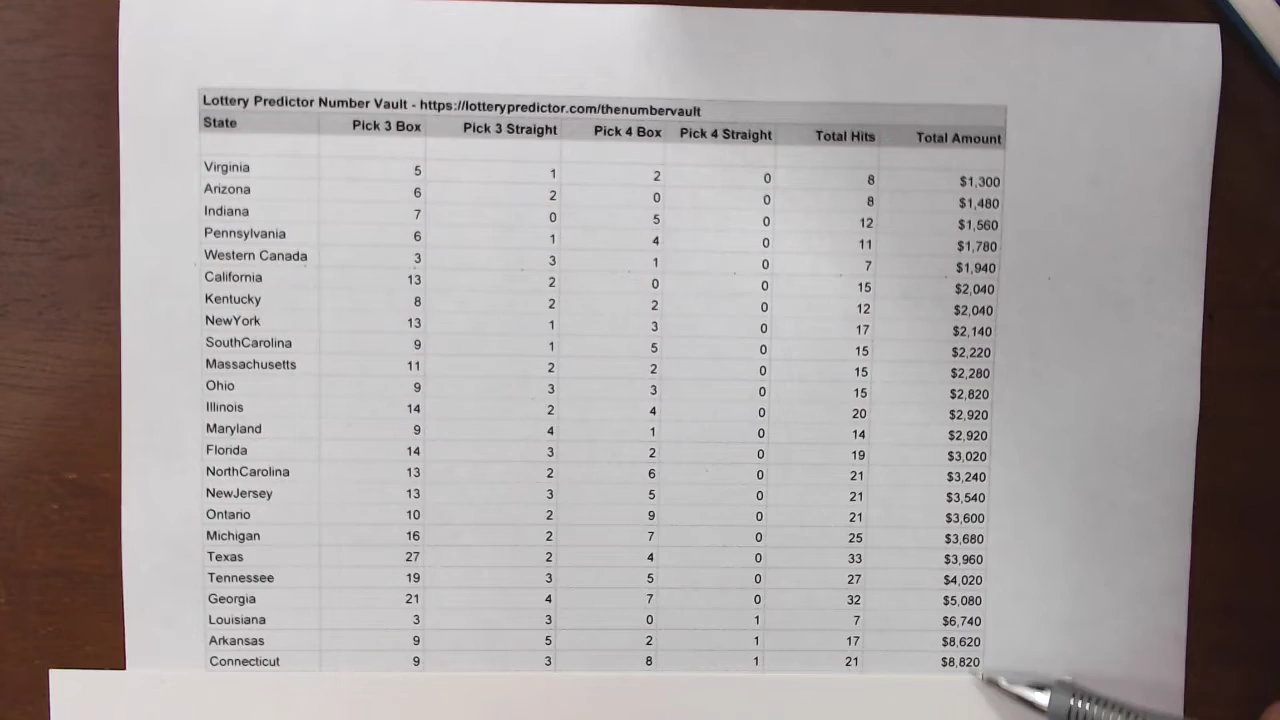 Lottery Predictor Number Vault - https://lotterypredictor.com/thenumbervault
State Pick 3 Box Pick 3 Straight Pick 4 Box Pick 4 Straight Total Hits Total Amount
Virginia 5 1 2 0 8 $1,300
Arizona 6 2 0 0 8 $1,480
Indiana 7 0 5 0 12 $1,560
Pennsylvania 6 1 4 0 11 $1,780
Western Canada 3 3 1 0 7 $1,940
California 13 2 0 0 15 $2,040
Kentucky 8 2 2 0 12 $2,040
NewYork 13 1 3 0 17 $2,140
SouthCarolina 9 1 5 0 15 $2,220
Massachusetts 11 2 2 0 15 $2,280
Ohio 9 3 3 0 15 $2,820
Illinois 14 2 4 0 20 $2,920
Maryland 9 4 1 0 14 $2,920
Florida 14 3 2 0 19 $3,020
NorthCarolina 13 2 6 0 21 $3,240
NewJersey 13 3 5 0 21 $3,540
Ontario 10 2 9 0 21 $3,600
Michigan 16 2 7 0 25 $3,680
Texas 27 2 4 0 33 $3,960
Tennessee 19 3 5 0 27 $4,020
Georgia 21 4 7 0 32 $5,080
Louisiana 3 3 0 1 7 $6,740
Arkansas 9 5 2 1 17 $8,620
Connecticut 9 3 8 1 21 $8,820